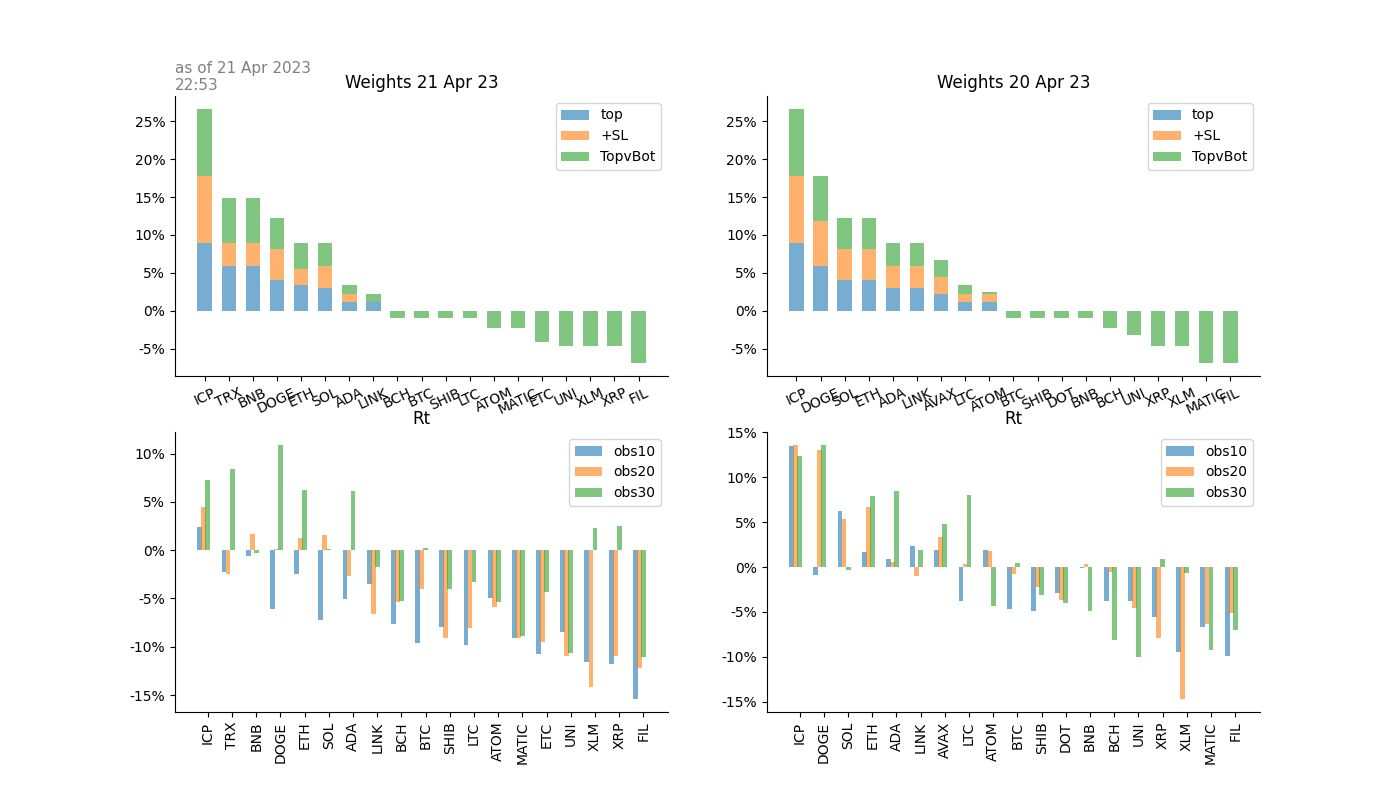 as of 21 Apr 2023
22:53
Weights 21 Apr 23
25%
20%
15%
10%
5%
0%
-5%
top
+SL
TopvBot
ICP TRX BNB DOGE ETH SOL ADA LINK BCH BTC SHIB LTC ATOM MATIC ETC UNI XLM XRP FIL
Weights 20 Apr 23
25%
20%
15%
10%
5%
0%
-5%
top
+SL
TopvBot
ICP DOGE SOL ETH ADA LINK AVAX LTC ATOM BTC SHIB DOT BNB BCH UNI XRP XLM MATIC FIL
Rt
10%
5%
0%
-5%
-10%
-15%
obs10
obs20
obs30
ICP TRX BNB DOGE ETH SOL ADA LINK BCH BTC SHIB LTC ATOM MATIC ETC UNI XLM XRP FIL
Rt
15%
10%
5%
0%
-5%
-10%
-15%
obs10
obs20
obs30
ICP DOGE SOL ETH ADA LINK AVAX LTC ATOM BTC SHIB DOT BNB BCH UNI XRP XLM MATIC FIL